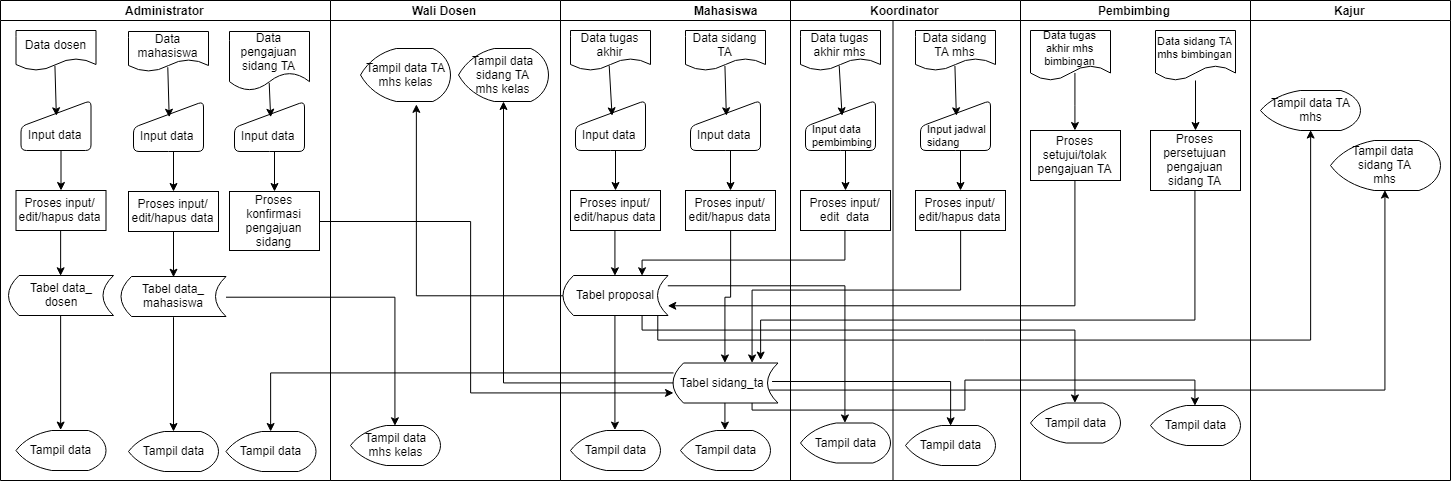 Administrator
Wali Dosen
Mahasiswa
Koordinator
Pembimbing
Kajur
Data dosen
Data
mahasiswa
Data
pengajuan
sidang TA
Input data
Input data
Input data
Proses input/
edit/hapus data
Proses input/
edit/hapus data
Proses
konfirmasi
pengajuan
sidang
Tabel data_
dosen
Tabel data_
mahasiswa
Tampil data
Tampil data
Tampil data
Tampil data TA
mhs kelas
Tampil data
sidang TA
mhs kelas
Tampil data
mhs kelas
Data tugas
akhir
Data sidang
TA
Input data
Input data
Proses input/
edit/hapus data
Proses input/
edit/hapus data
Tabel proposal
Tabel sidang_ta
Tampil data
Tampil data
Data tugas
akhir mhs
Data sidang
TA mhs
Input data
pembimbing
Input jadwal
sidang
Proses input/
edit data
Proses input/
edit/hapus data
Tampil data
Tampil data
Data tugas
akhir mhs
bimbingan
Data sidang TA
mhs bimbingan
Proses
setujui/tolak
pengajuan TA
Proses
persetujuan
pengajuan
sidang TA
Tampil data
Tampil data
Tampil data TA
mhs
Tampil data
sidang TA
mhs